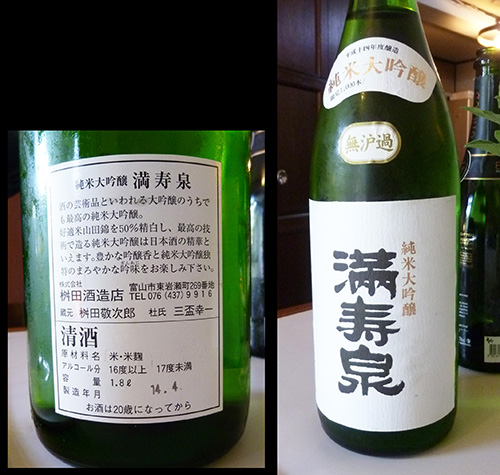 純米大吟醸 満寿泉
酒の芸術品といわれる大吟醸のうちで
も最高の純米大吟醸。
好適米山田錦を50%精白し、最高の技
術で造る純米大吟醸は日本酒の精華と
いえます。豊かな吟醸香と純米大吟醸独
特のまろやかな吟味をお楽しみ下さい。
株式会社
桝田酒造店
富山市東岩瀬町269番地
TEL 076(437)9916
蔵元 桝田敬次郎 杜氏 三盃幸一
清酒
原材料名 米・米麹
アルコール分 16度以上 17度未満
容量 1.8ℓ
製造年月 14.4.
お酒は20歳になってから
平成十四年度醸造
純米大吟醸
無沪過
純米大吟醸
満寿泉